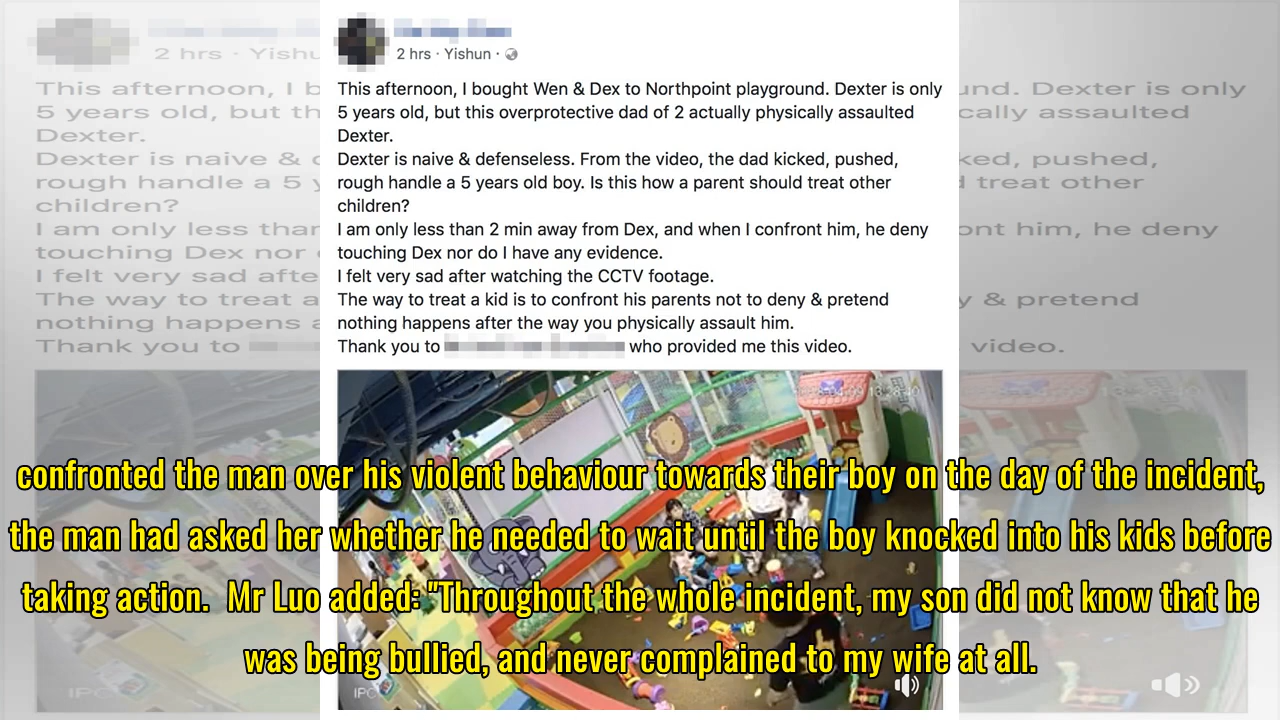 2 hrs · Yishun ·
This afternoon, I bought Wen & Dex to Northpoint playground. Dexter is only
5 years old, but this overprotective dad of 2 actually physically assaulted
Dexter.
Dexter is naive & defenseless. From the video, the dad kicked, pushed,
rough handle a 5 years old boy. Is this how a parent should treat other
children?
I am only less than 2 min away from Dex, and when I confront him, he deny
touching Dex nor do I have any evidence.
I felt very sad after watching the CCTV footage.
The way to treat a kid is to confront his parents not to deny & pretend
nothing happens after the way you physically assault him.
Thank you to who provided me this video.
confronted the man over his violent behaviour towards their boy on the day of the incident,
the man had asked her whether he needed to wait until the boy knocked into his kids before
taking action. Mr Luo added: "Throughout the whole incident, my son did not know that he
was being bullied, and never complained to my wife at all.
IPC